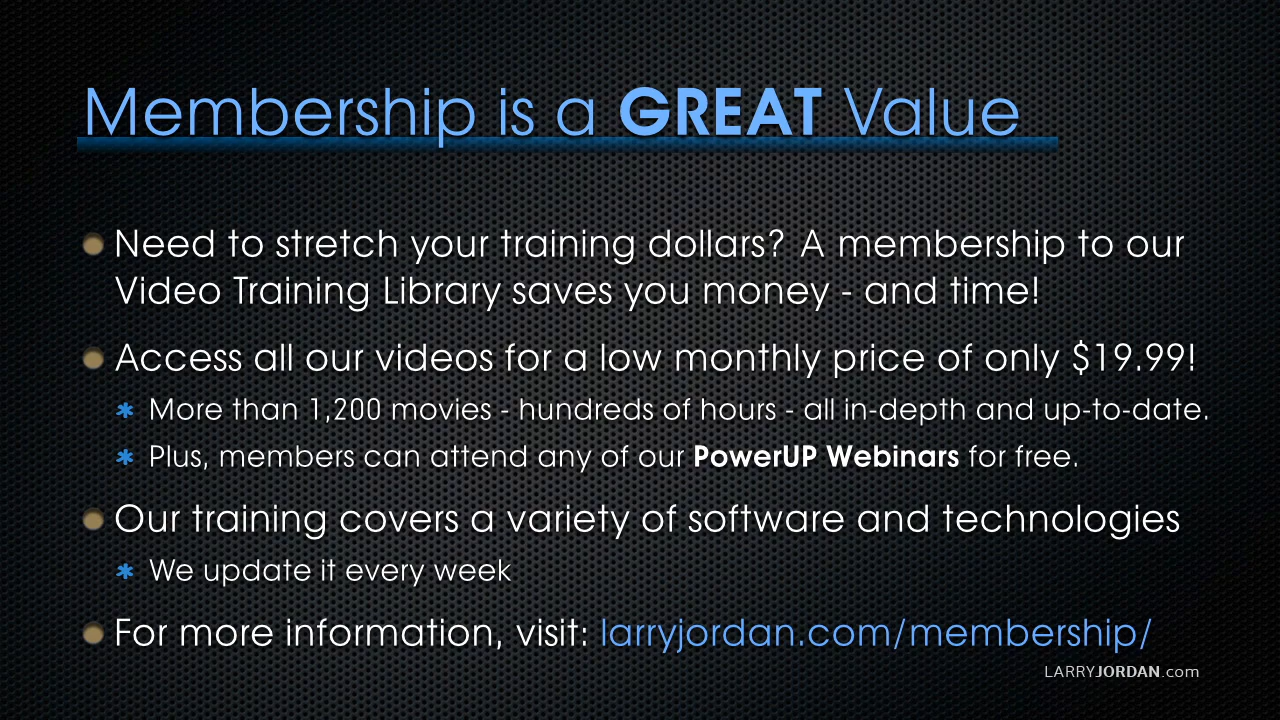 Membership is a GREAT Value
Need to stretch your training dollars? A membership to our
Video Training Library saves you money - and time!
Access all our videos for a low monthly price of only $19.99!
More than 1,200 movies - hundreds of hours - all in-depth and up-to-date.
Plus, members can attend any of our PowerUP Webinars for free.
Our training covers a variety of software and technologies
We update it every week
For more information, visit: larryjordan.com/membership/
LARRYJORDAN.com